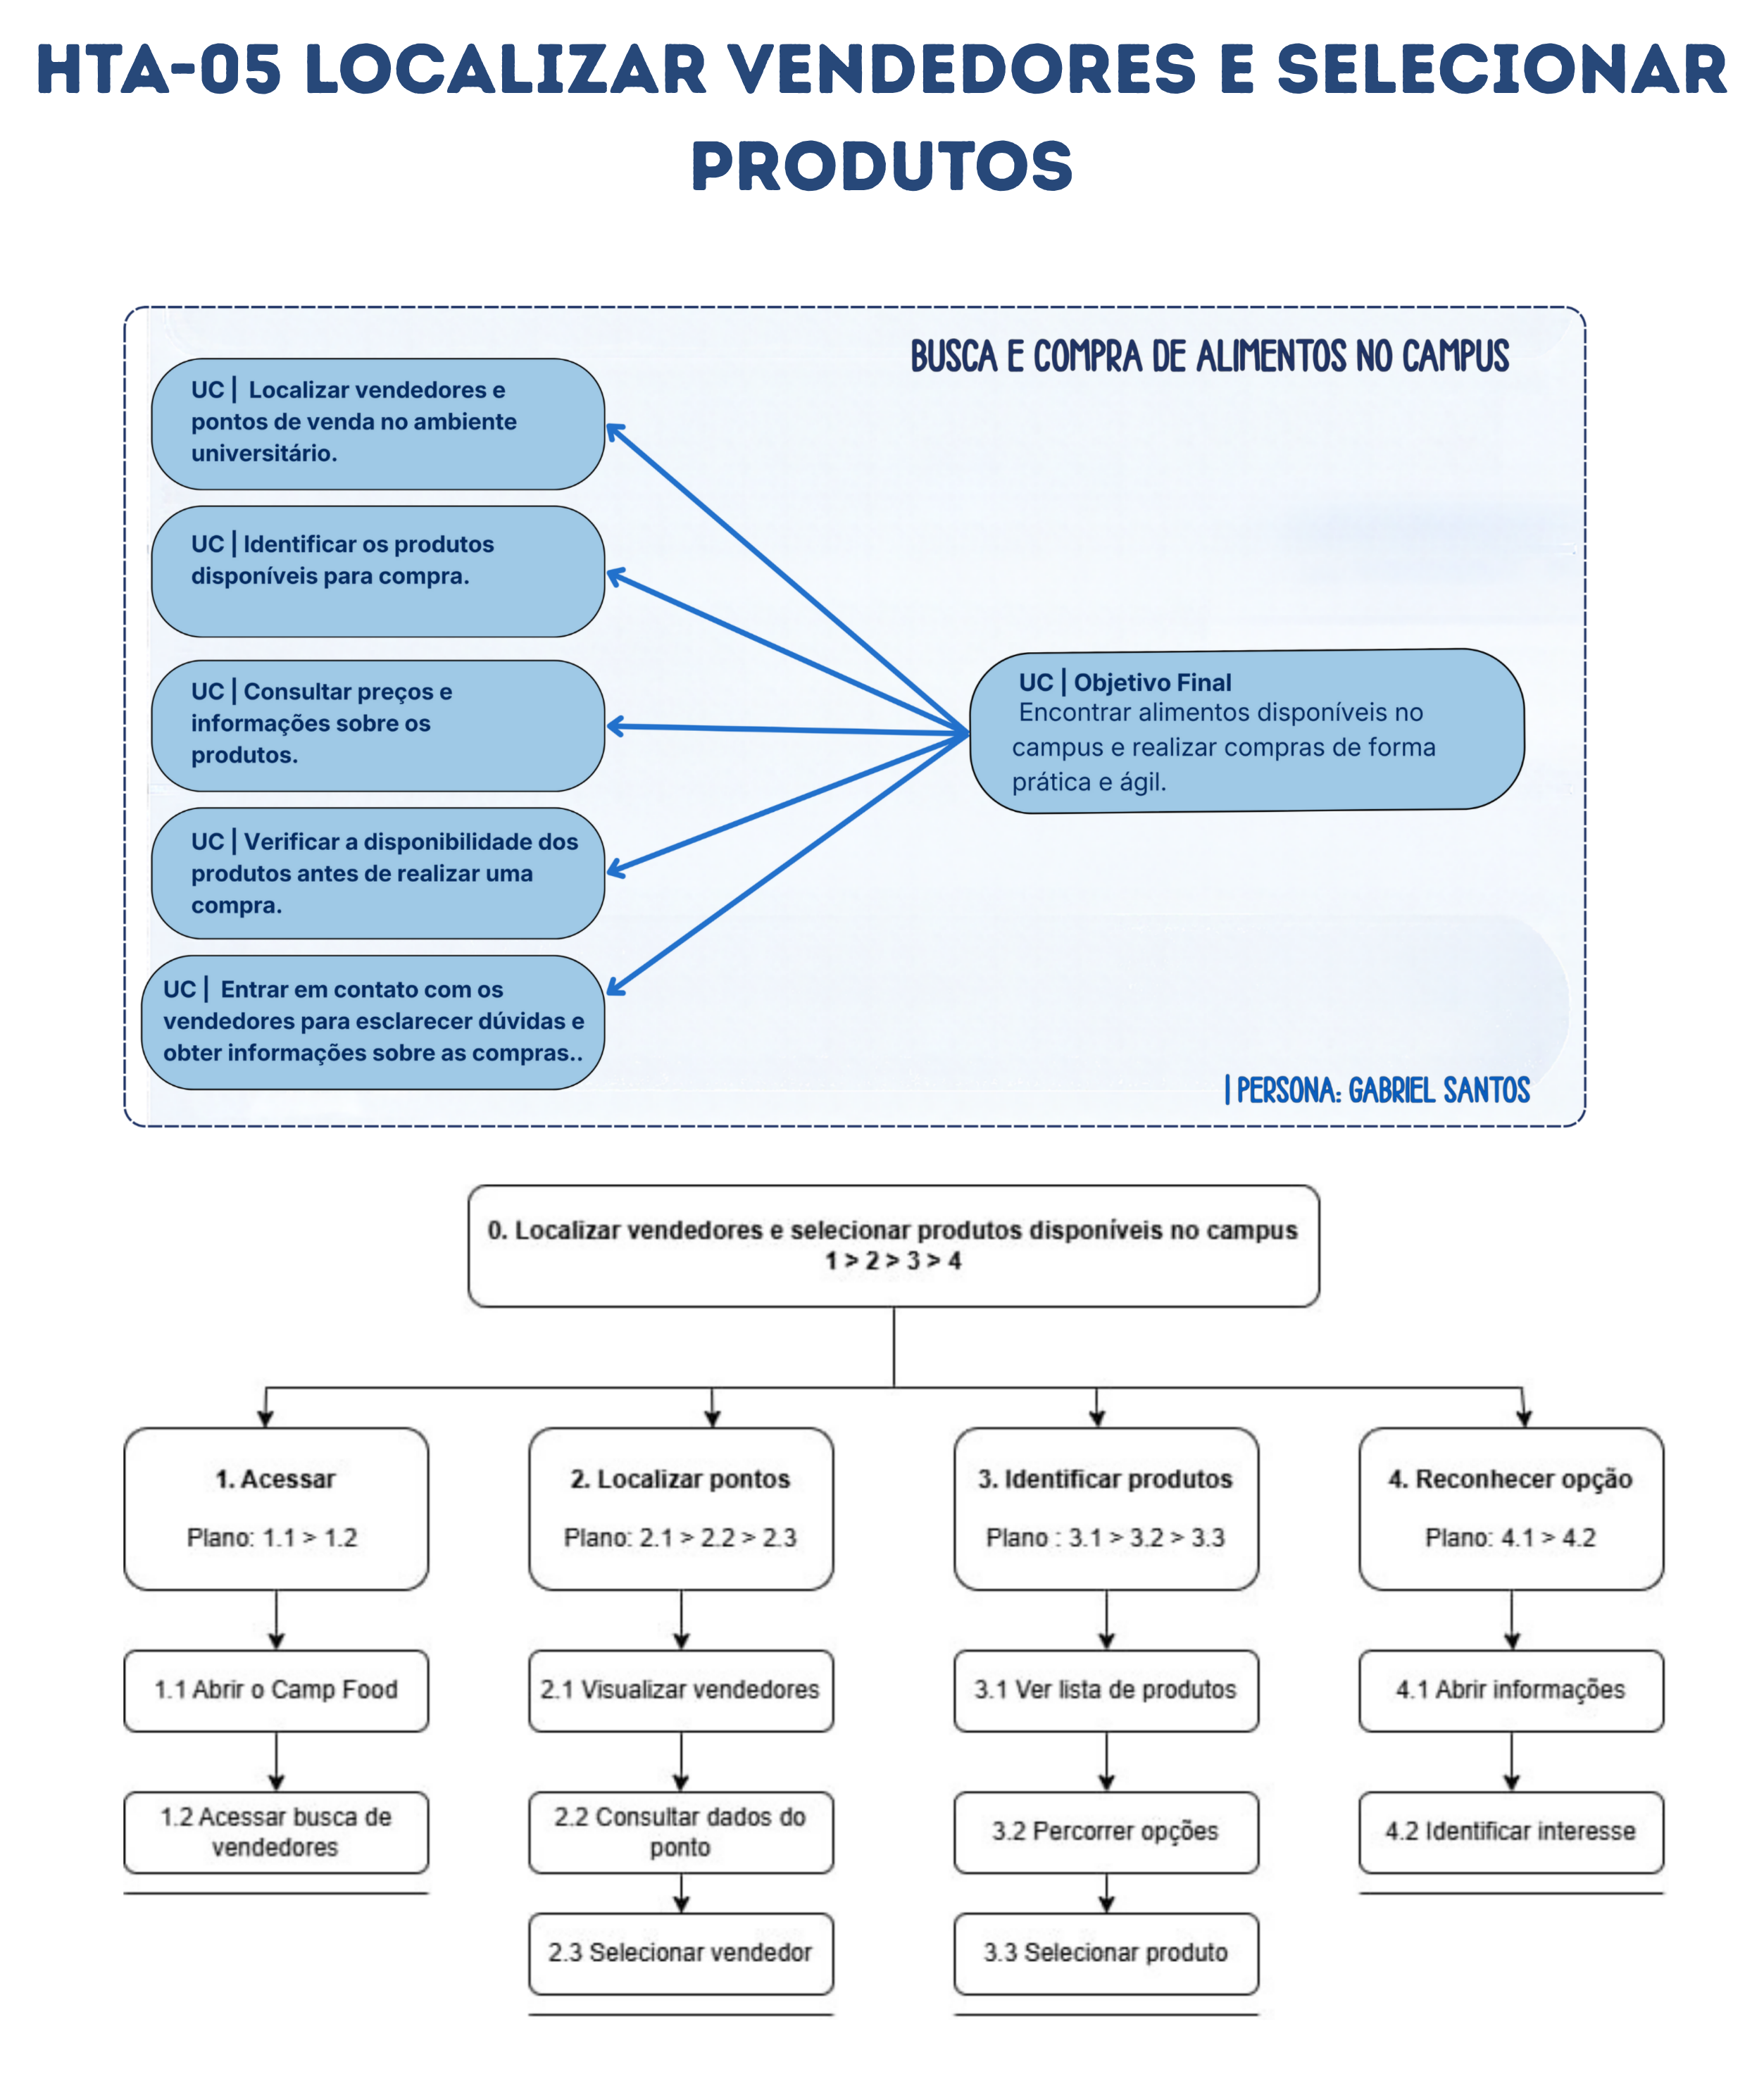 HTA-05 LOCALIZAR VENDEDORES E SELECIONAR
PRODUTOS
BUSCA E COMPRA DE ALIMENTOS NO CAMPUS
UC | Localizar vendedores e
pontos de venda no ambiente
universitário.
UC | Identificar os produtos
disponíveis para compra.
UC | Consultar preços e
informações sobre os
produtos.
UC | Verificar a disponibilidade dos
produtos antes de realizar uma
compra.
UC | Entrar em contato com os
vendedores para esclarecer dúvidas e
obter informações sobre as compras..
UC | Objetivo Final
Encontrar alimentos disponíveis no
campus e realizar compras de forma
prática e ágil.
| PERSONA: GABRIEL SANTOS
0. Localizar vendedores e selecionar produtos disponíveis no campus
1 > 2 > 3 > 4
1. Acessar
Plano: 1.1 > 1.2
1.1 Abrir o Camp Food
1.2 Acessar busca de
vendedores
2. Localizar pontos
Plano: 2.1 > 2.2 > 2.3
2.1 Visualizar vendedores
2.2 Consultar dados do
ponto
2.3 Selecionar vendedor
3. Identificar produtos
Plano : 3.1 > 3.2 > 3.3
3.1 Ver lista de produtos
3.2 Percorrer opções
3.3 Selecionar produto
4. Reconhecer opção
Plano: 4.1 > 4.2
4.1 Abrir informações
4.2 Identificar interesse